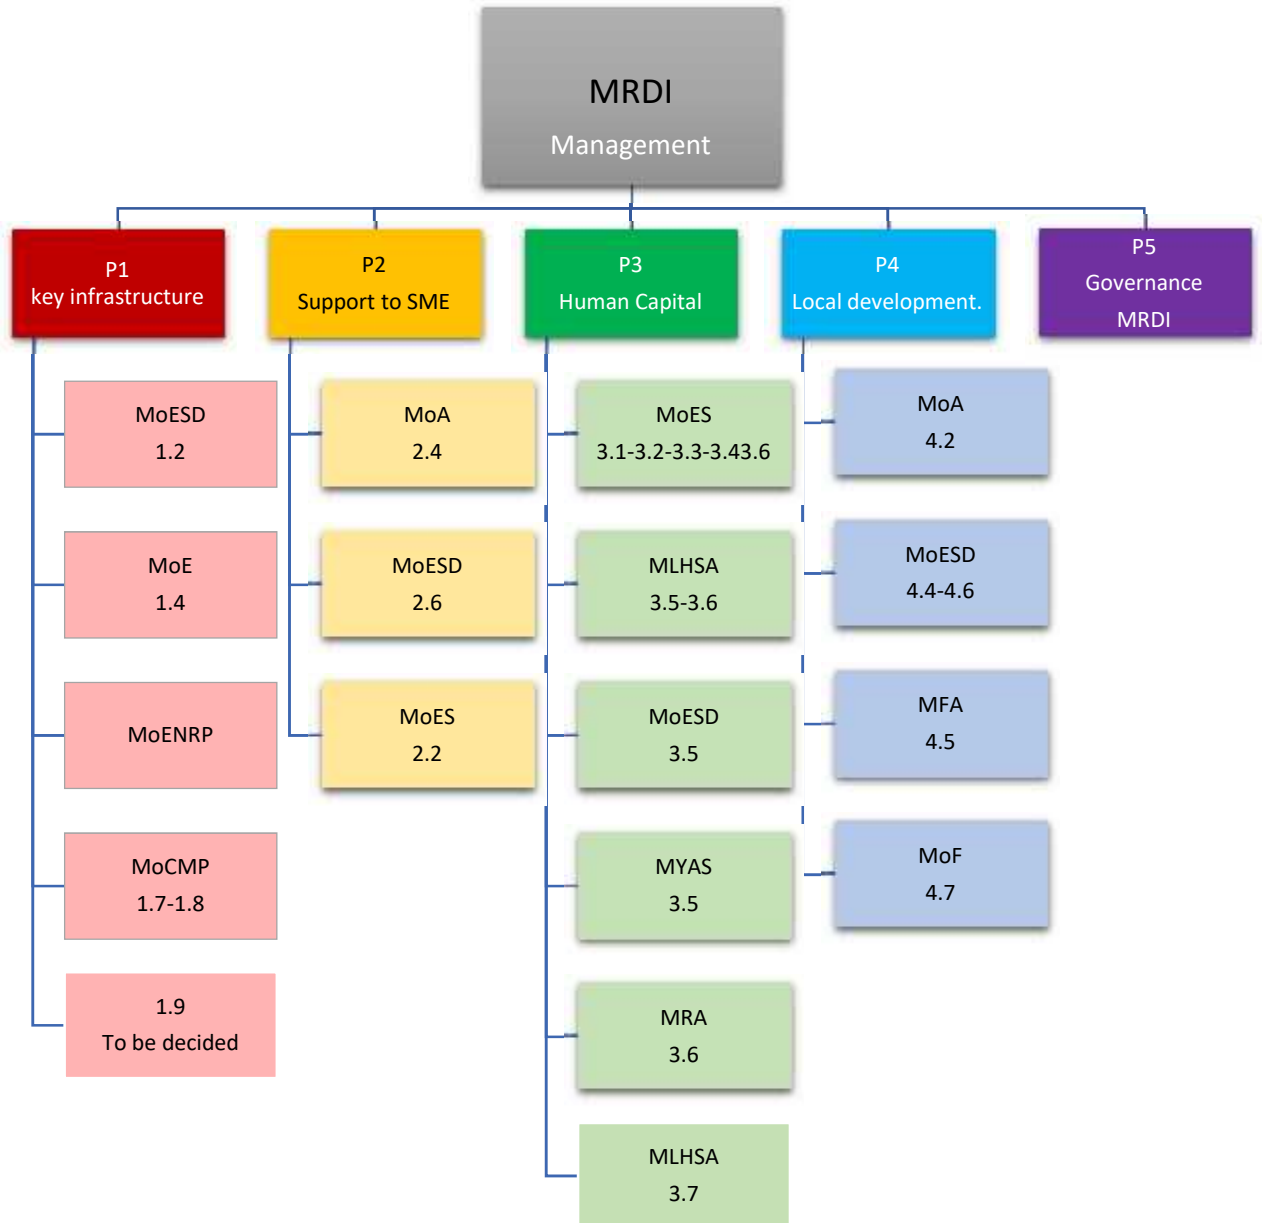 MRDI
Management
P1
key infrastructure
P2
Support to SME
P3
Human Capital
P4
Local development.
P5
Governance
MRDI
MoESD
1.2
MoE
1.4
MoENRP
MoCMP
1.7-1.8
1.9
To be decided
MoA
2.4
MoESD
2.6
MoES
2.2
MoES
3.1-3.2-3.3-3.43.6
MLHSA
3.5-3.6
MoESD
3.5
MYAS
3.5
MRA
3.6
MLHSA
3.7
MoA
4.2
MoESD
4.4-4.6
MFA
4.5
MoF
4.7